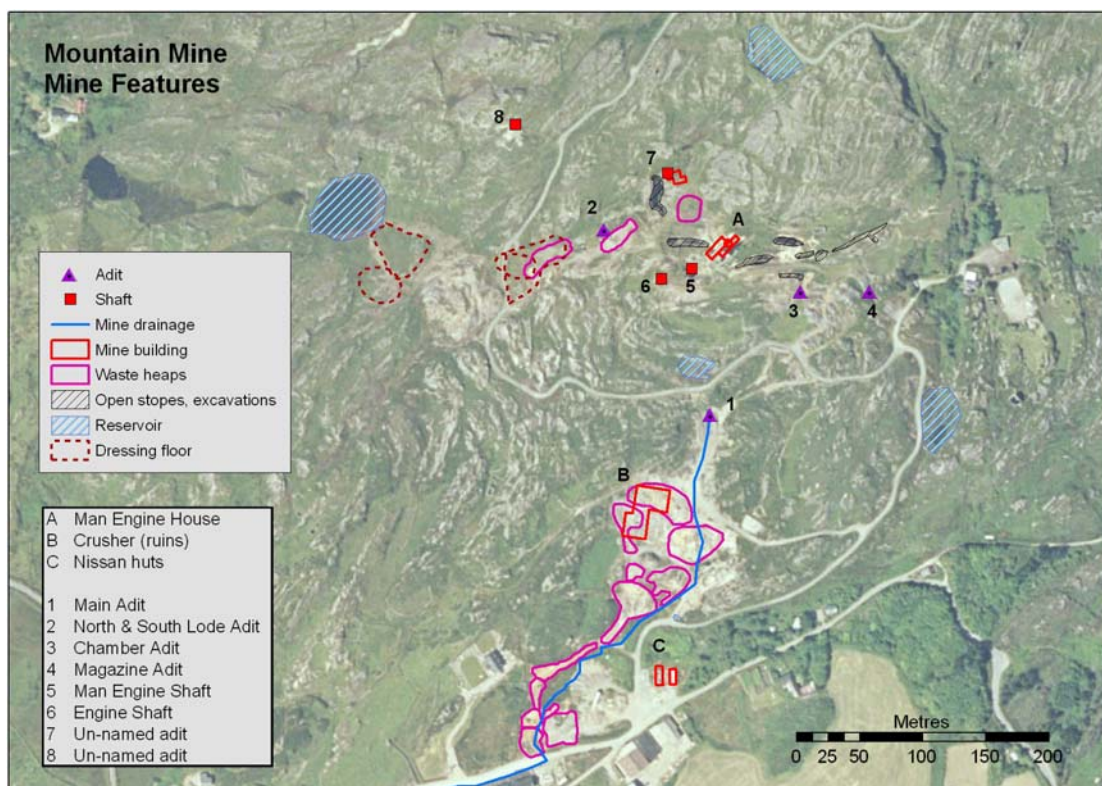 Mountain Mine
Mine Features
8
7
2
A
6
5
3
4
1
B
C
Adit
Shaft
Mine drainage
Mine building
Waste heaps
Open stopes, excavations
Reservoir
Dressing floor
A Man Engine House
B Crusher (ruins)
C Nissan huts
1 Main Adit
2 North & South Lode Adit
3 Chamber Adit
4 Magazine Adit
5 Man Engine Shaft
6 Engine Shaft
7 Un-named adit
8 Un-named adit
Metres
0 25 50 100 150 200